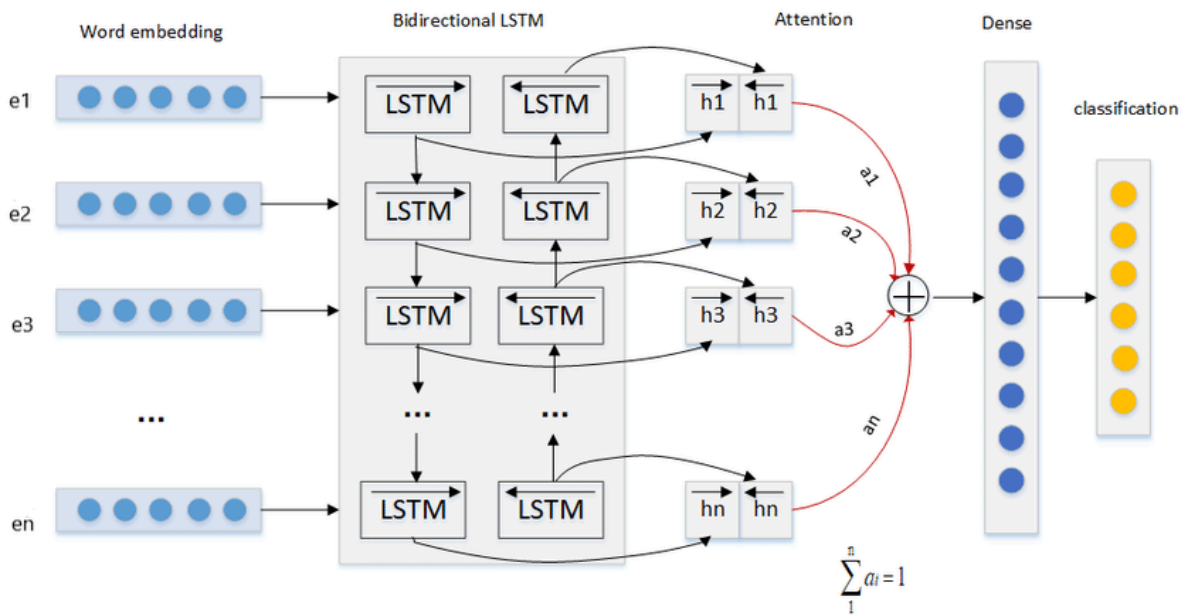 Word embedding
Bidirectional LSTM
Attention
Dense
classification
e1
LSTM LSTM
h1 h1
a1
e2
LSTM LSTM
h2 h2
a2
e3
LSTM LSTM
h3 h3
a3
...
... ...
an
en
LSTM LSTM
hn hn
n
∑ ai = 1
1